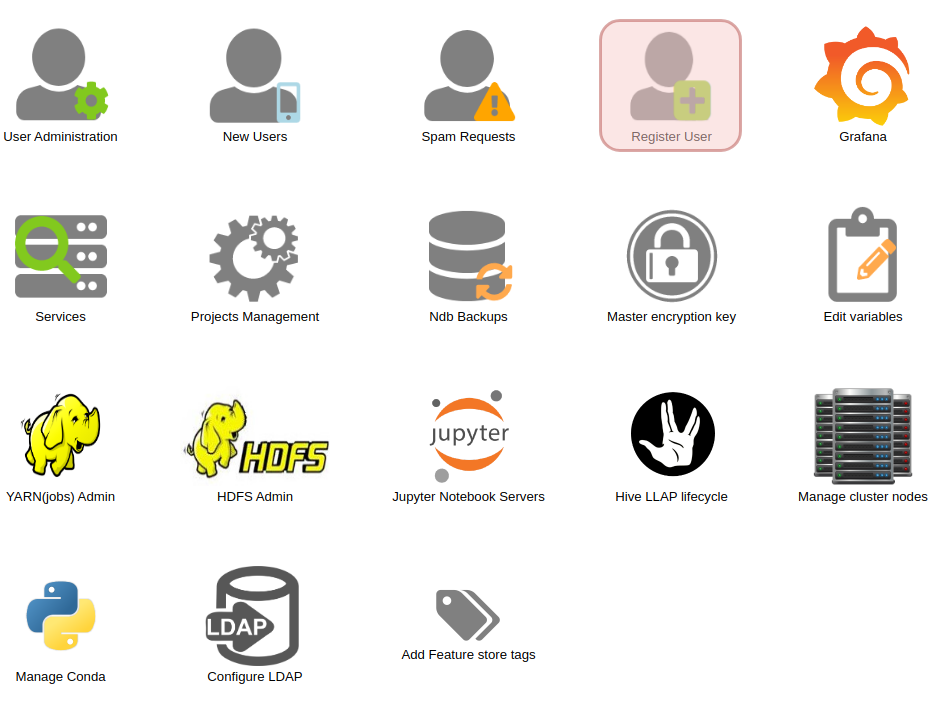 User Administration
New Users
Spam Requests
Register User
Grafana
Services
Projects Management
Ndb Backups
Master encryption key
Edit variables
HDFS
jupyter
YARN(jobs) Admin
HDFS Admin
Jupyter Notebook Servers
Hive LLAP lifecycle
Manage cluster nodes
LDAP
Manage Conda
Configure LDAP
Add Feature store tags